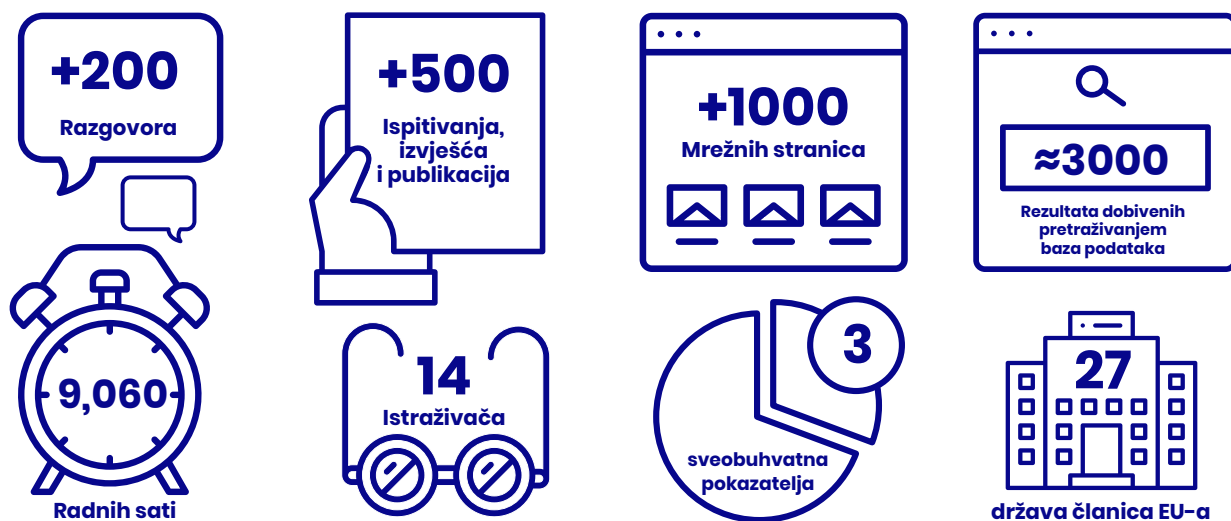 +200
Razgovora
+500
Ispitivanja,
izvješća
i publikacija
+1000
Mrežnih stranica
≈3000
Rezultata dobivenih
pretraživanjem
baza podataka
9,060
Radnih sati
14
Istraživača
3
sveobuhvatna
pokazatelja
27
država članica EU-a